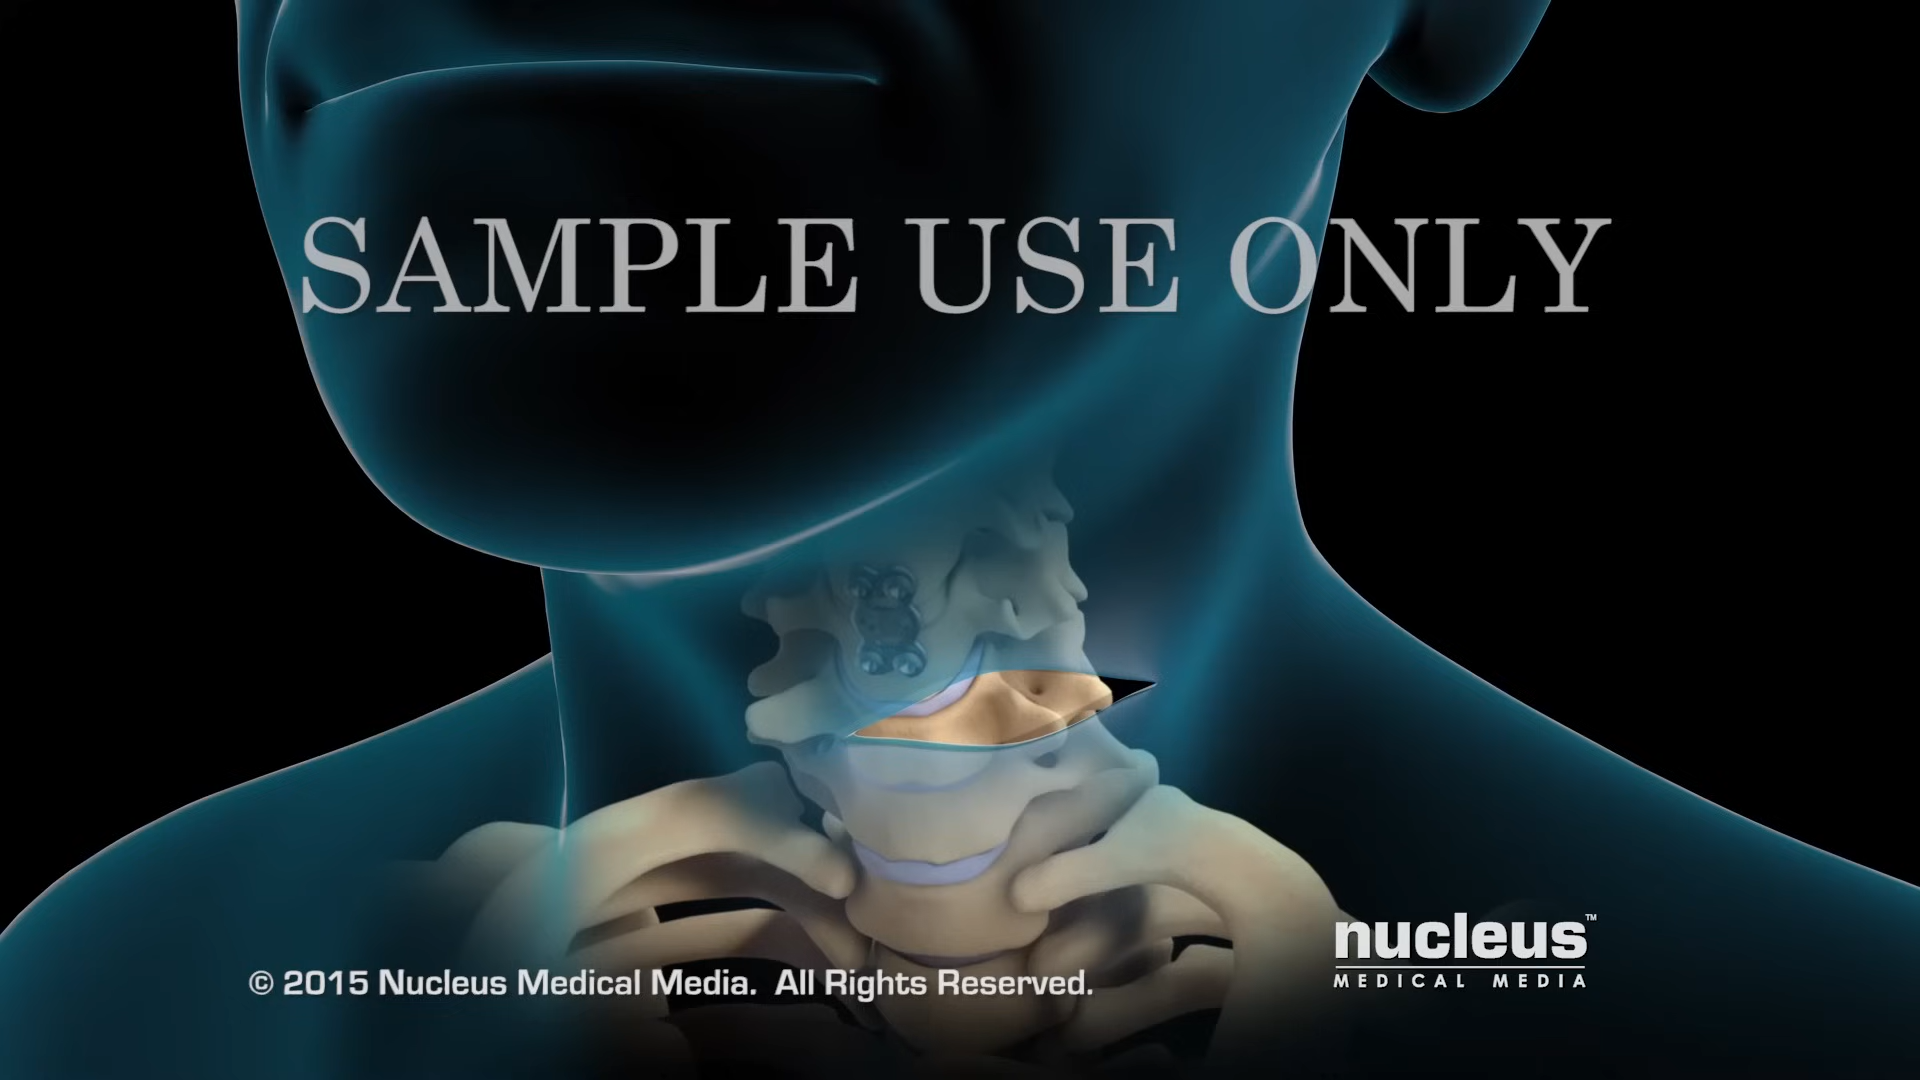 SAMPLE USE ONLY
nucleus™
MEDICAL MEDIA
© 2015 Nucleus Medical Media. All Rights Reserved.